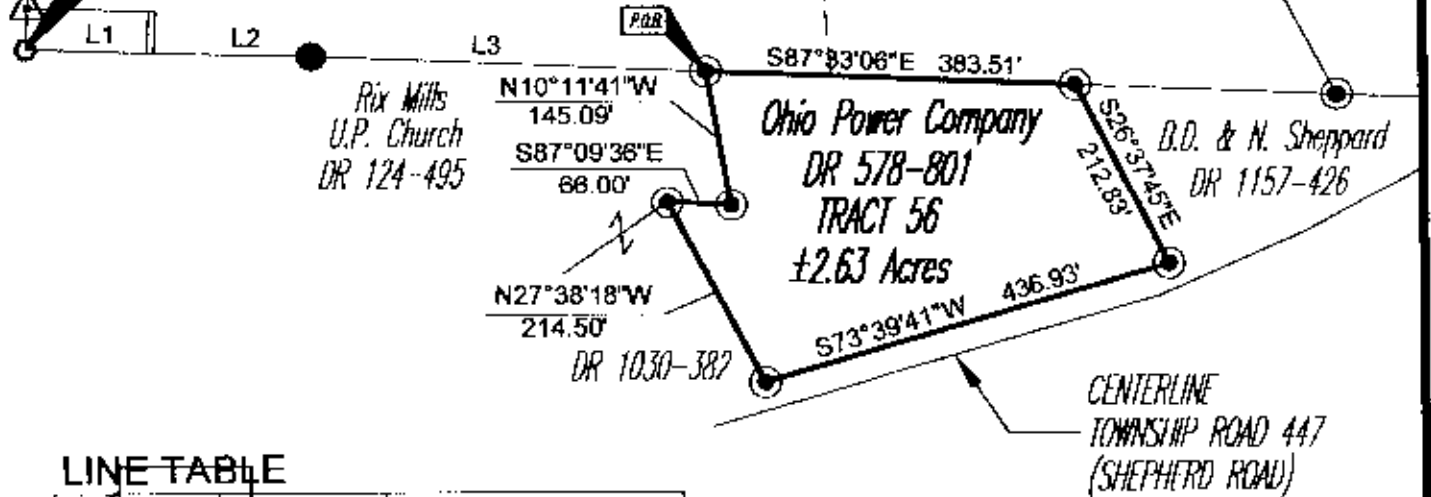 L1
L2
L3
P.O.B.
S87°33'06"E 383.51'
Rix Mills
U.P. Church
DR 124-495
N10°11'41"W
145.09'
S87°09'36"E
66.00'
Ohio Power Company
DR 578-801
TRACT 56
±2.63 Acres
S26°37'45"E
212.83'
D.D. & N. Sheppard
DR 1157-426
N27°38'18"W
214.50'
S73°39'41"W 436.93'
DR 1030-382
CENTERLINE
TOWNSHIP ROAD 447
(SHEPHERD ROAD)
LINE TABLE